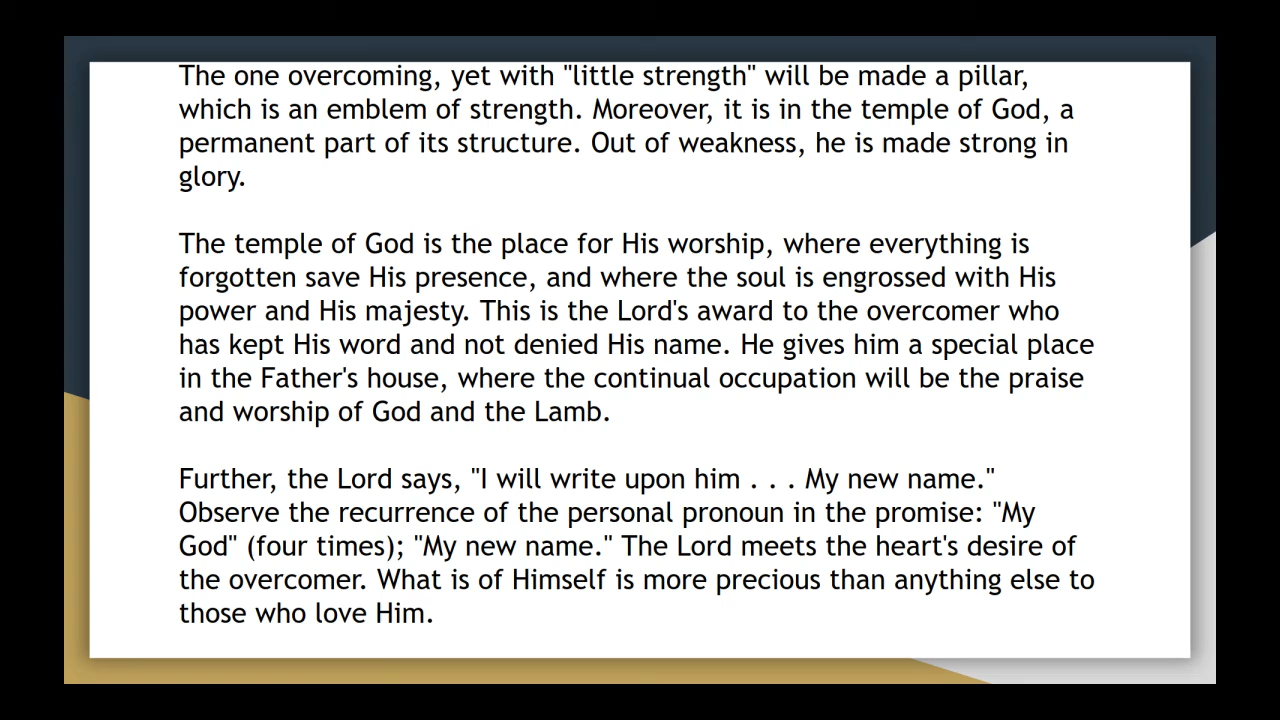 The one overcoming, yet with "little strength" will be made a pillar,
which is an emblem of strength. Moreover, it is in the temple of God, a
permanent part of its structure. Out of weakness, he is made strong in
glory.
The temple of God is the place for His worship, where everything is
forgotten save His presence, and where the soul is engrossed with His
power and His majesty. This is the Lord's award to the overcomer who
has kept His word and not denied His name. He gives him a special place
in the Father's house, where the continual occupation will be the praise
and worship of God and the Lamb.
Further, the Lord says, "I will write upon him . . . My new name."
Observe the recurrence of the personal pronoun in the promise: "My
God" (four times); "My new name." The Lord meets the heart's desire of
the overcomer. What is of Himself is more precious than anything else to
those who love Him.